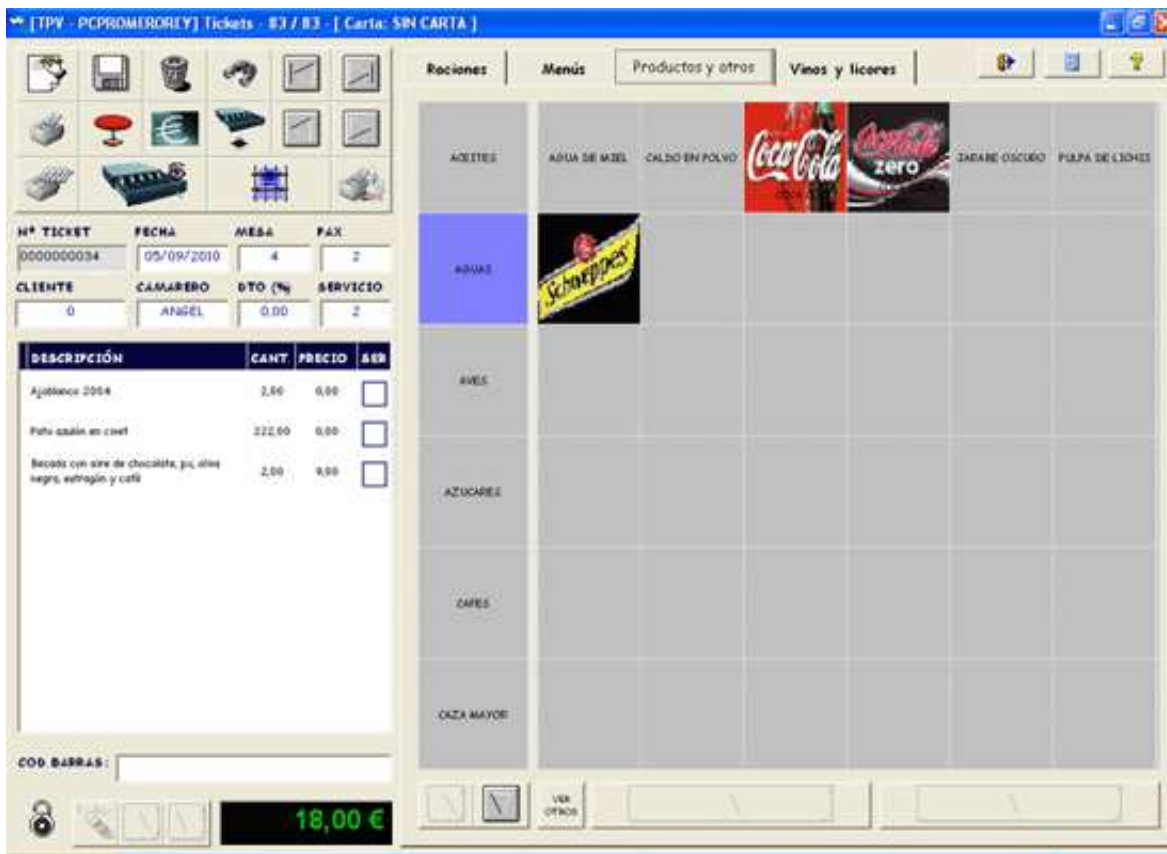 [TPV - PCPROMEROREY] Tickets - 83 / 83 - [ Carta: SIN CARTA ]
Raciones Menús Productos y otros Vinos y licores
Nº TICKET FECHA MESA PAX
0000000034 05/09/2010 4 2
CLIENTE CAMARERO DTO (% SERVICIO
0 ANGEL 0,00 2
DESCRIPCIÓN CANT PRECIO SER
Ajoblanco 2004 2,00 0,00
Pato azulón en civet 222,00 0,00
Becada con aire de chocolate, pu, oliva
negra, estragón y café 2,00 9,00
COD BARRAS:
18,00 €
ACEITES AGUA DE MIEL CALDO EN POLVO Coca-Cola Coca-Cola zero JARABE OSCURO PULPA DE LICHIS
AGUAS Schweppes
AVES
AZUCARES
CAFES
CAZA MAYOR
VER
OTROS